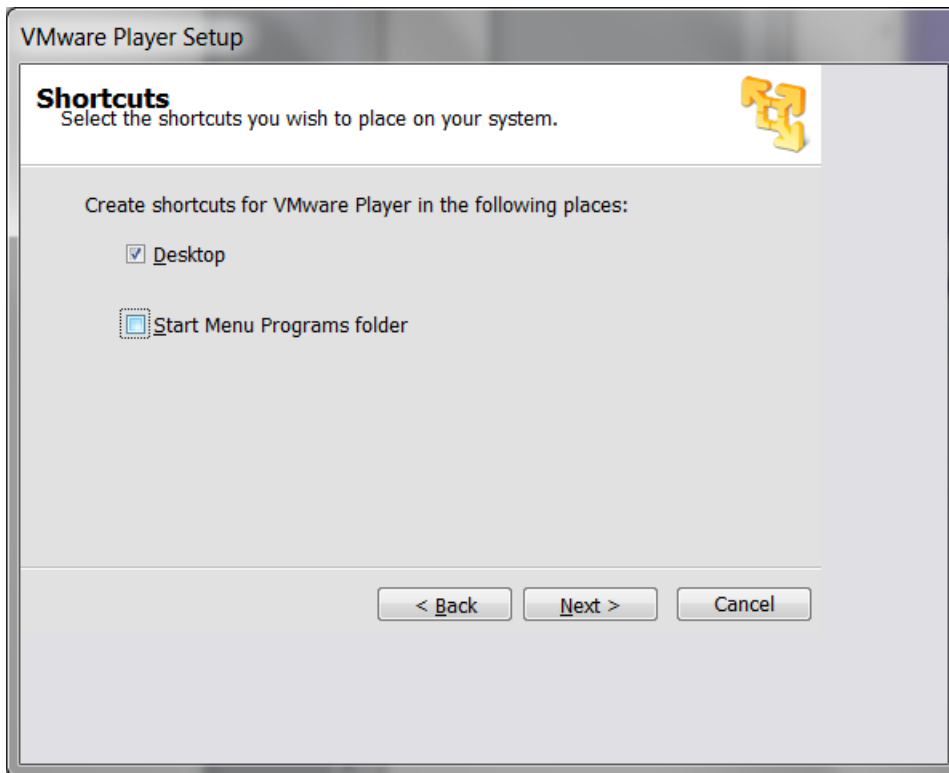 VMware Player Setup
Shortcuts
Select the shortcuts you wish to place on your system.
Create shortcuts for VMware Player in the following places:
Desktop
Start Menu Programs folder
< Back Next > Cancel